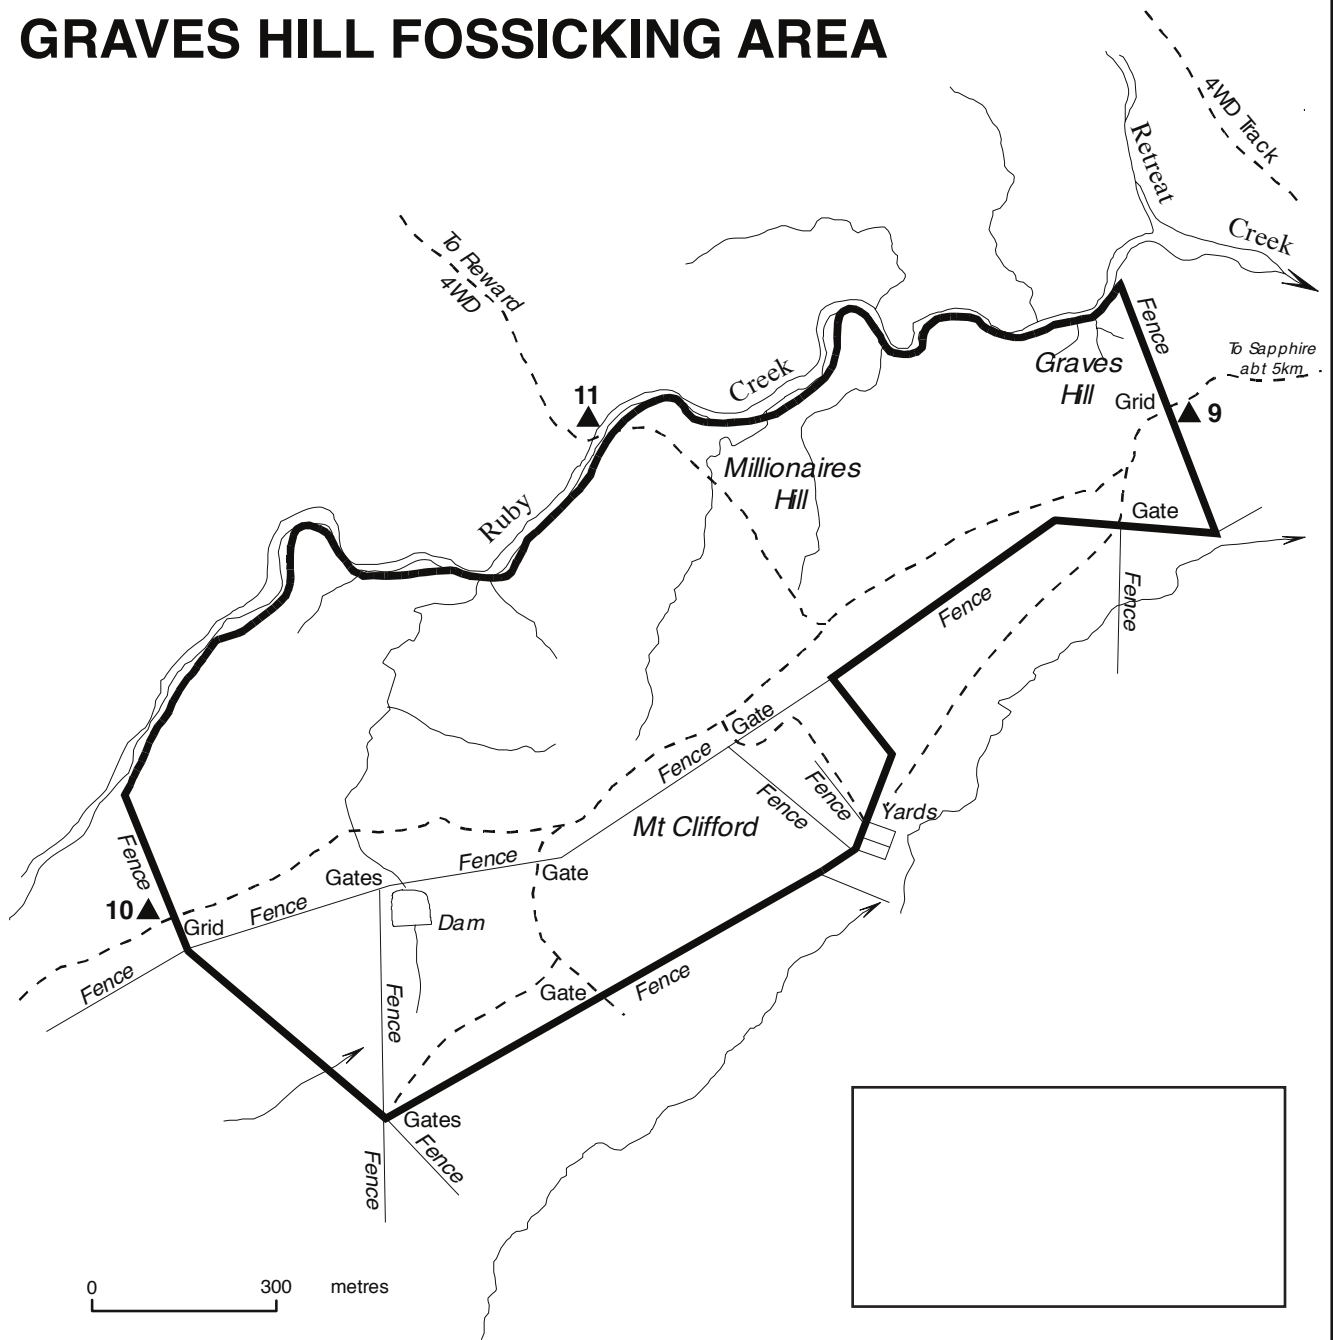 GRAVES HILL FOSSICKING AREA
4WD Track
Retreat
Creek
To Reward
4WD
Fence
To Sapphire
abt 5km
Graves
Hill
Grid
9
11
Creek
Millionaires
Hill
Ruby
Gate
Fence
Fence
Gate
Fence
Fence
Fence
Yards
Mt Clifford
Fence
Gates
Fence
Gate
Fence
10
Grid
Dam
Fence
Fence
Gate
Fence
Gates
Fence
Fence
0
300
metres